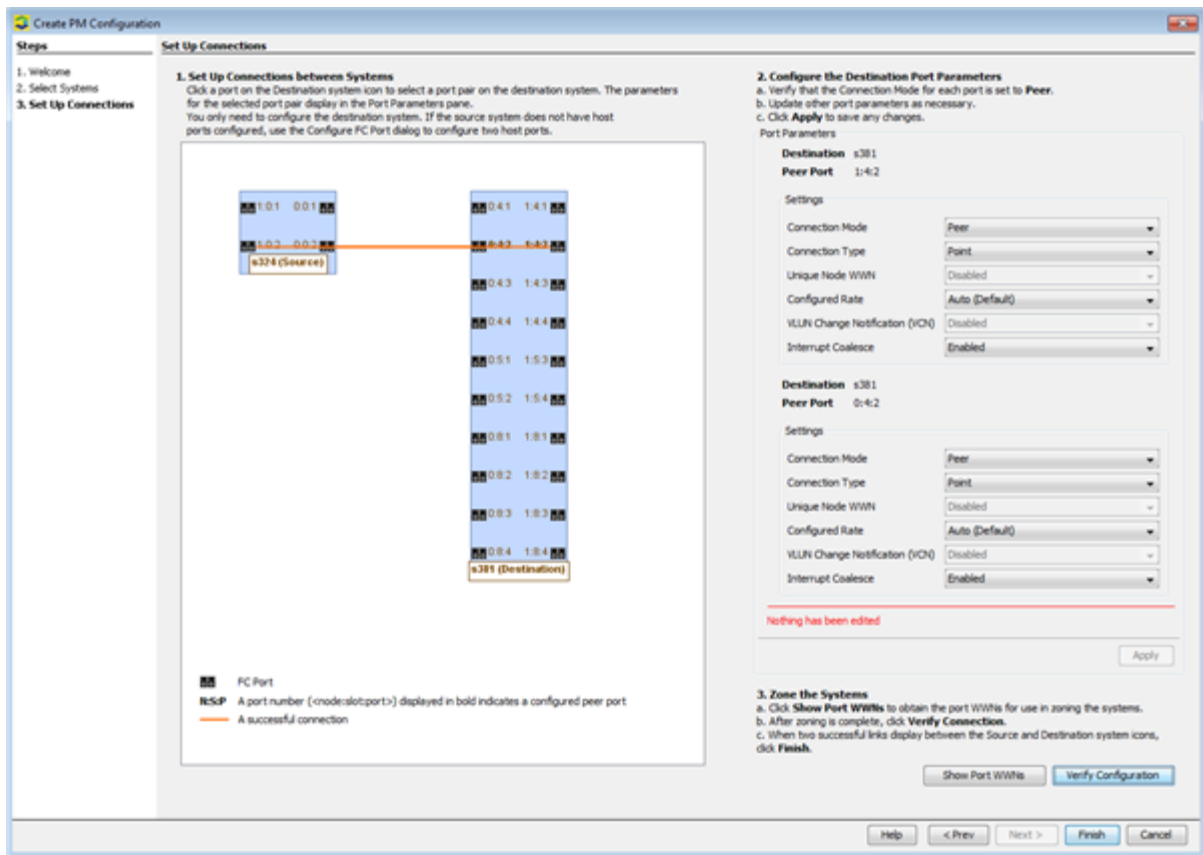 Create PM Configuration
Steps
1. Welcome
2. Select Systems
3. Set Up Connections
Set Up Connections
1. Set Up Connections between Systems
Click a port on the Destination system icon to select a port pair on the destination system. The parameters
for the selected port pair display in the Port Parameters pane.
You only need to configure the destination system. If the source system does not have host
ports configured, use the Configure FC Port dialog to configure two host ports.
1:0:1 0:0:1
1:0:2 0:0:2
s324 (Source)
0:4:1 1:4:1
0:4:2 1:4:2
0:4:3 1:4:3
0:4:4 1:4:4
0:5:1 1:5:3
0:5:2 1:5:4
0:8:1 1:8:1
0:8:2 1:8:2
0:8:3 1:8:3
0:8:4 1:8:4
s381 (Destination)
FC Port
N:S:P A port number (<node:slot:port>) displayed in bold indicates a configured peer port
A successful connection
2. Configure the Destination Port Parameters
a. Verify that the Connection Mode for each port is set to Peer.
b. Update other port parameters as necessary.
c. Click Apply to save any changes.
Port Parameters
Destination s381
Peer Port 1:4:2
Settings
Connection Mode Peer
Connection Type Point
Unique Node WWN Disabled
Configured Rate Auto (Default)
VLUN Change Notification (VCN) Disabled
Interrupt Coalesce Enabled
Destination s381
Peer Port 0:4:2
Settings
Connection Mode Peer
Connection Type Point
Unique Node WWN Disabled
Configured Rate Auto (Default)
VLUN Change Notification (VCN) Disabled
Interrupt Coalesce Enabled
Nothing has been edited
Apply
3. Zone the Systems
a. Click Show Port WWNs to obtain the port WWNs for use in zoning the systems.
b. After zoning is complete, click Verify Connection.
c. When two successful links display between the Source and Destination system icons,
click Finish.
Show Port WWNs Verify Configuration
Help < Prev Next > Finish Cancel